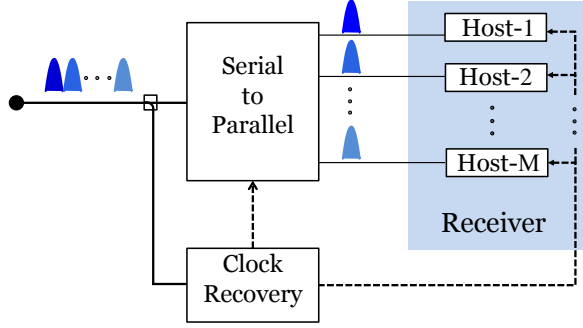 Serial
to
Parallel
Host-1
Host-2
Host-M
Receiver
Clock
Recovery